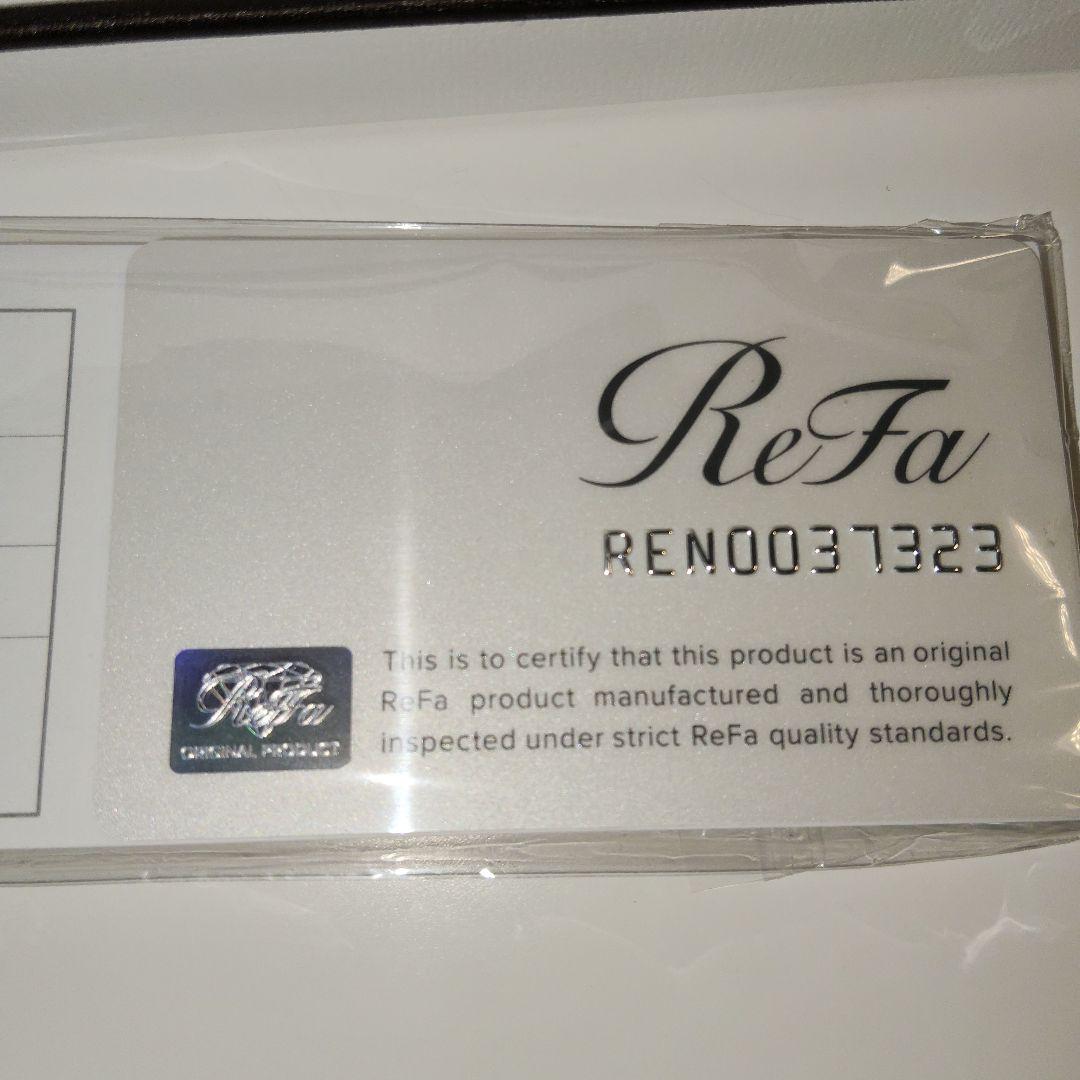 ReFa
REN0037323
This is to certify that this product is an original
ReFa product manufactured and thoroughly
inspected under strict ReFa quality standards.
ReFa
ORIGINAL PRODUCT